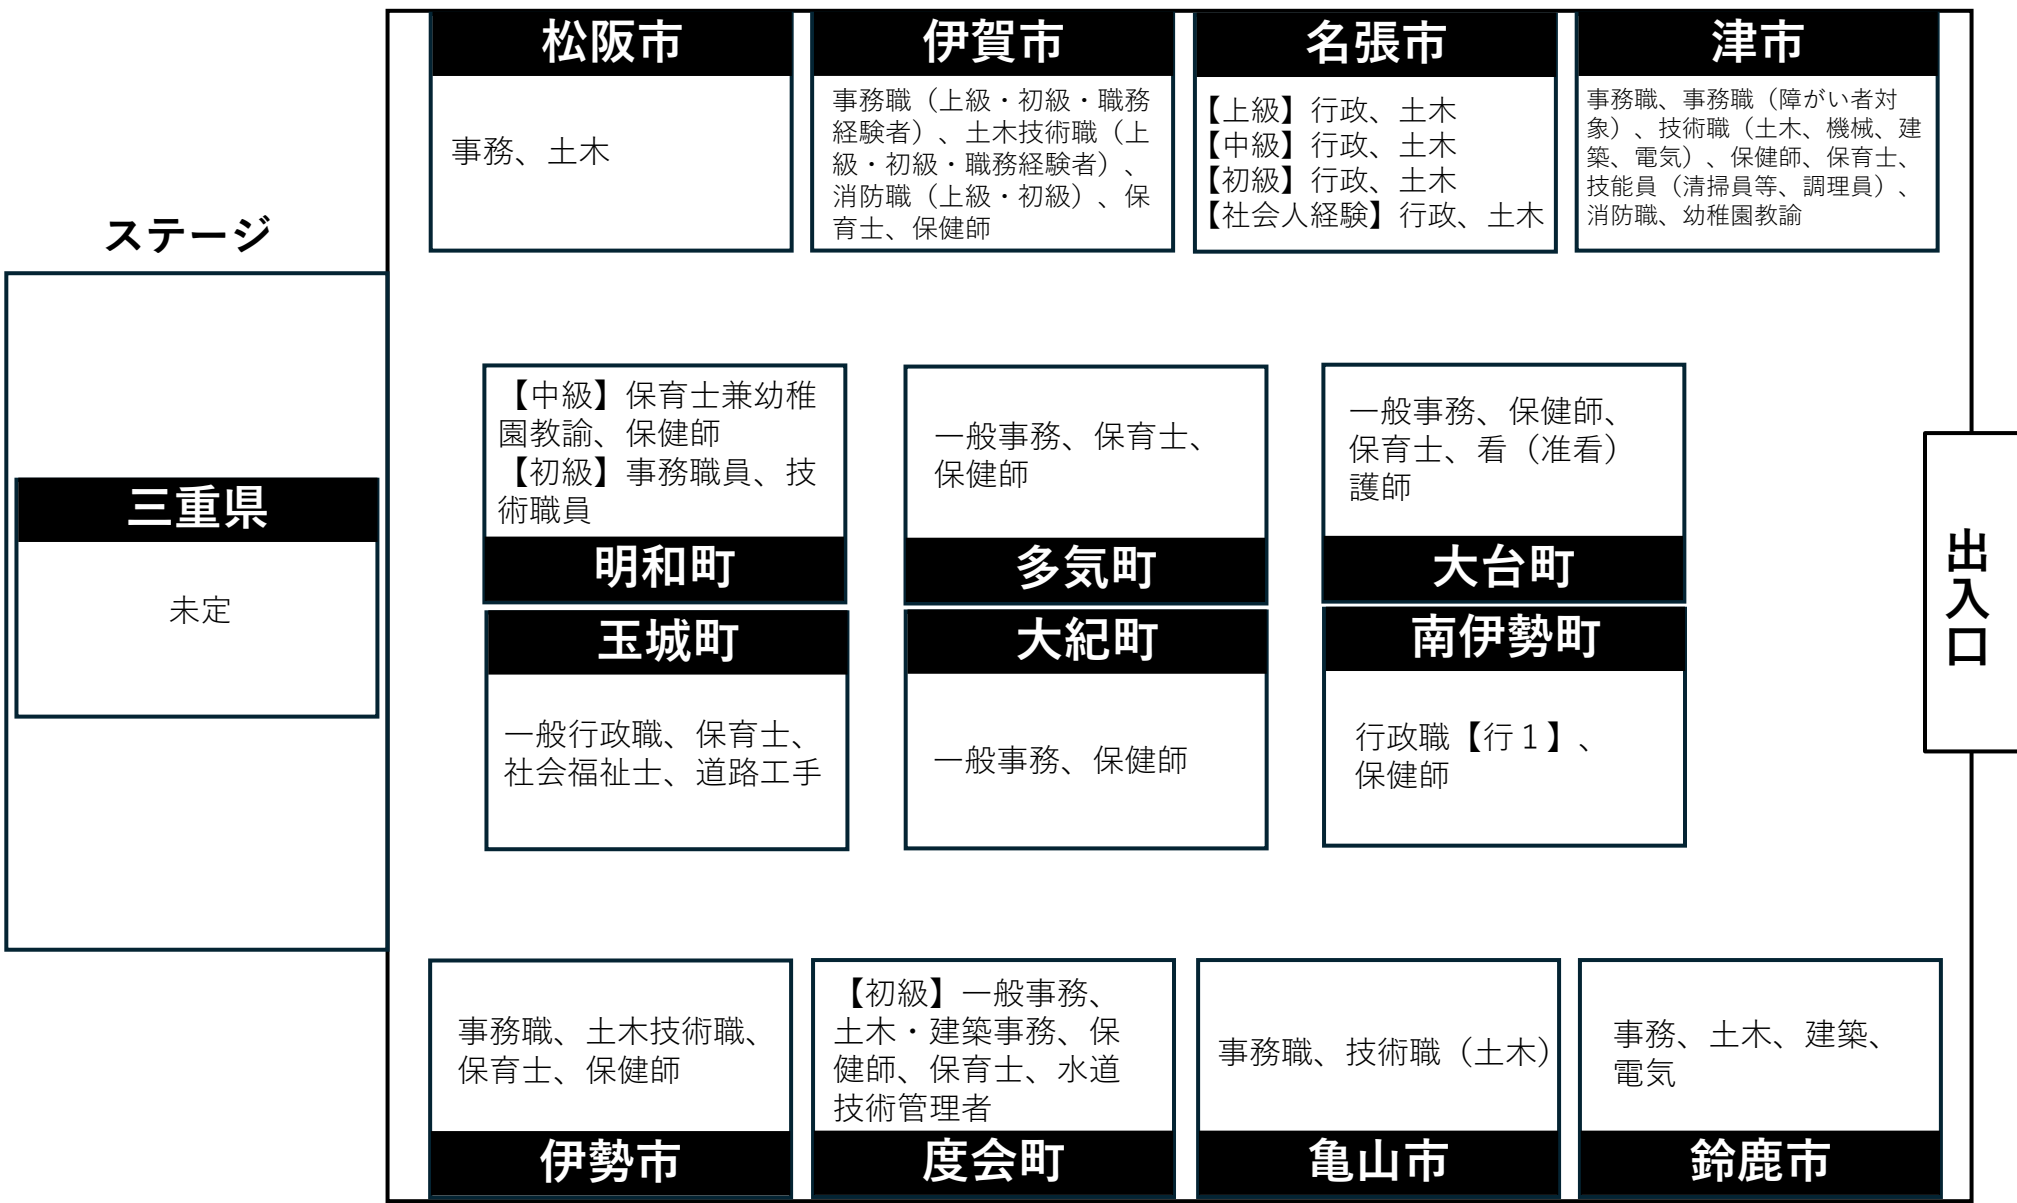 松阪市
事務、土木
伊賀市
事務職（上級・初級・職務
経験者）、土木技術職（上
級・初級・職務経験者）、
消防職（上級・初級）、保
育士、保健師
名張市
【上級】行政、土木
【中級】行政、土木
【初級】行政、土木
【社会人経験】行政、土木
津市
事務職、事務職（障がい者対
象）、技術職（土木、機械、建
築、電気）、保健師、保育士、
技能員（清掃員等、調理員）、
消防職、幼稚園教諭
ステージ
三重県
未定
【中級】保育士兼幼稚
園教諭、保健師
【初級】事務職員、技
術職員
明和町
一般事務、保育士、
保健師
多気町
一般事務、保健師、
保育士、看（准看）
護師
大台町
出入口
玉城町
一般行政職、保育士、
社会福祉士、道路工手
大紀町
一般事務、保健師
南伊勢町
行政職【行１】、
保健師
事務職、土木技術職、
保育士、保健師
伊勢市
【初級】一般事務、
土木・建築事務、保
健師、保育士、水道
技術管理者
度会町
事務職、技術職（土木）
亀山市
事務、土木、建築、
電気
鈴鹿市